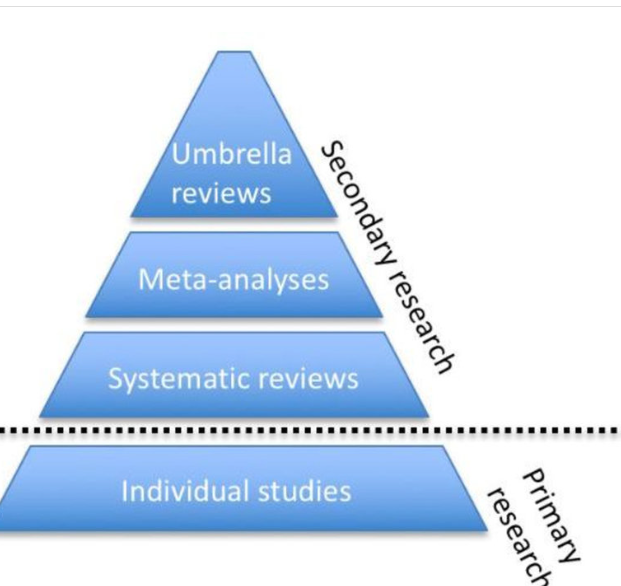 Umbrella
reviews
Secondary research
Meta-analyses
Systematic reviews
Individual studies
Primary
research